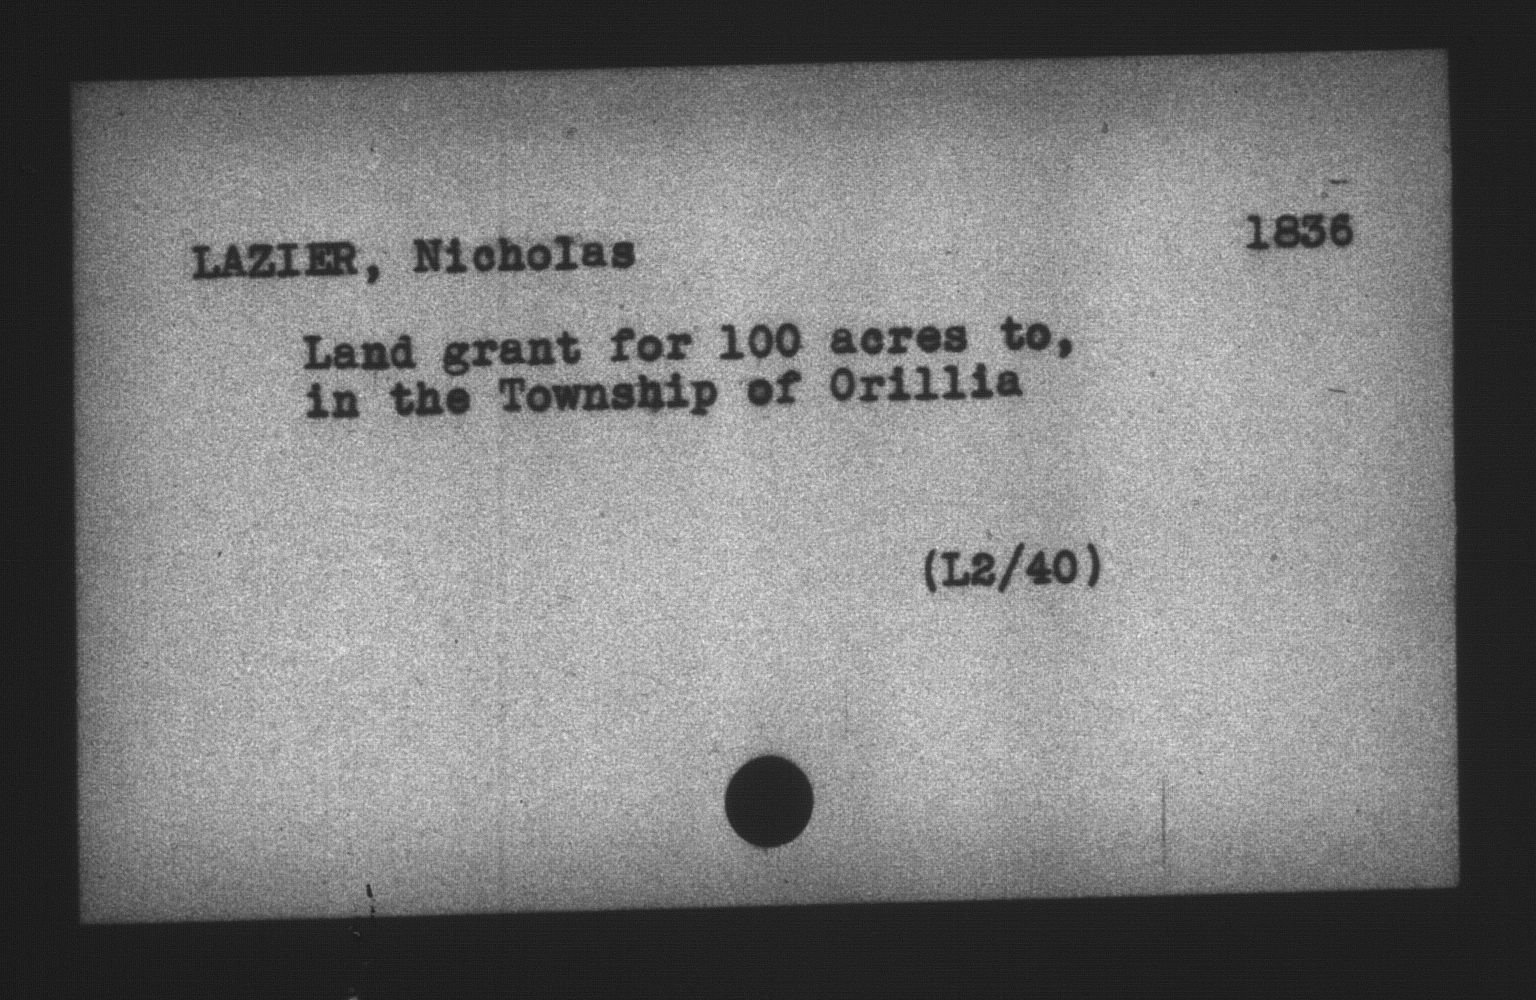 LAZIER, Nicholas
1836
Land grant for 100 acres to,
in the Township of Orillia
(L2/40)